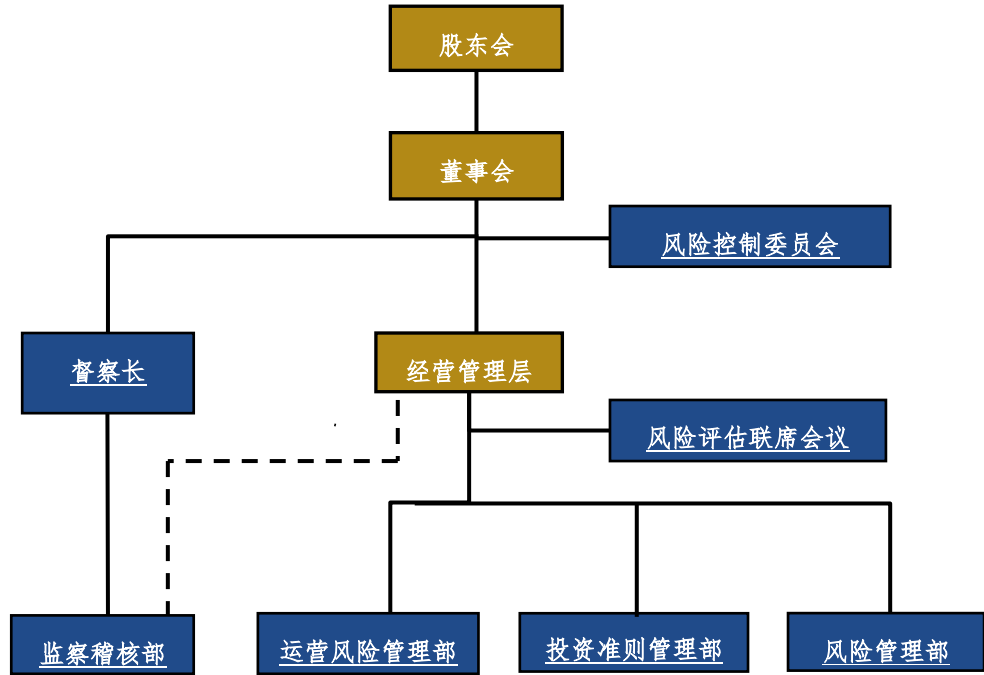 股东会
董事会
风险控制委员会
督察长
经营管理层
风险评估联席会议
监察稽核部
运营风险管理部
投资准则管理部
风险管理部